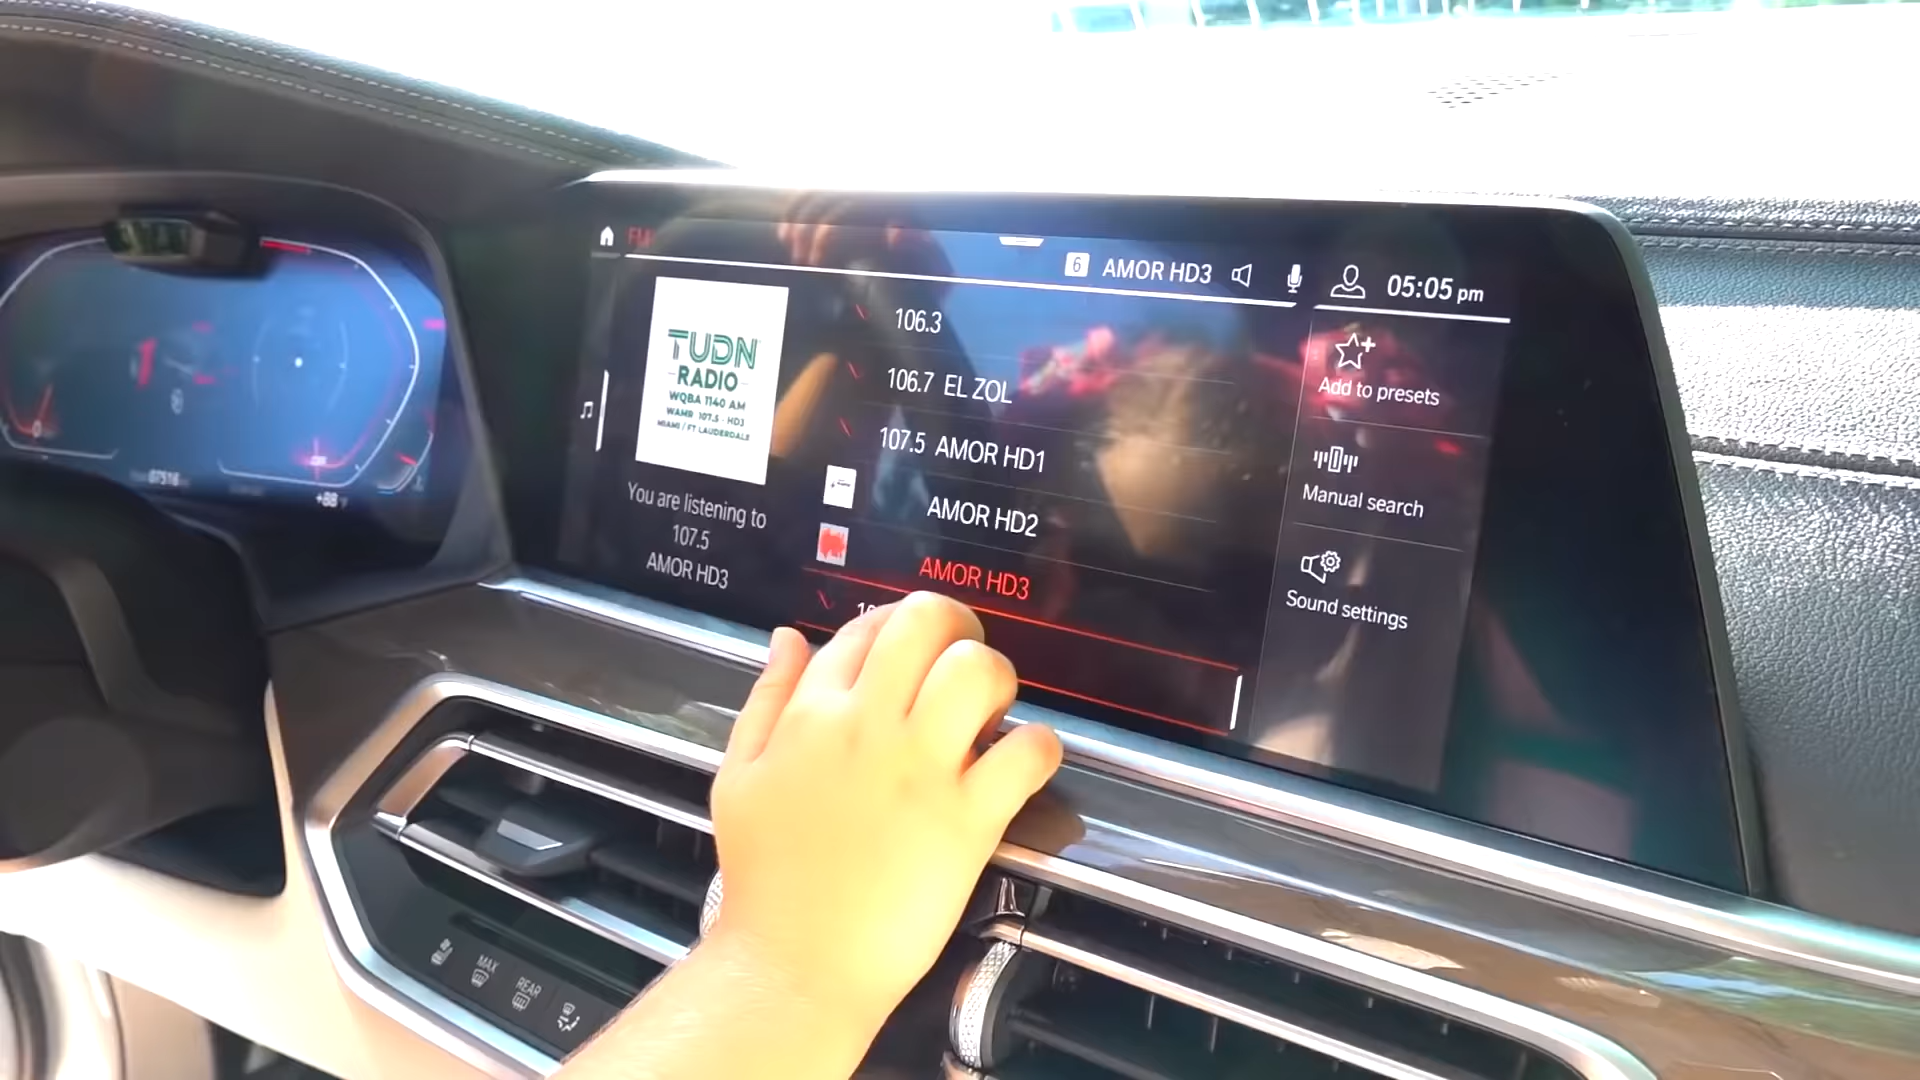 FM
6 AMOR HD3
05:05 pm
TUDN
RADIO
WQBA 1140 AM
WAMR 107.5 - HD3
MIAMI / FT LAUDERDALE
You are listening to
107.5
AMOR HD3
106.3
106.7 EL ZOL
107.5 AMOR HD1
AMOR HD2
AMOR HD3
Add to presets
Manual search
Sound settings
+88
MAX
REAR